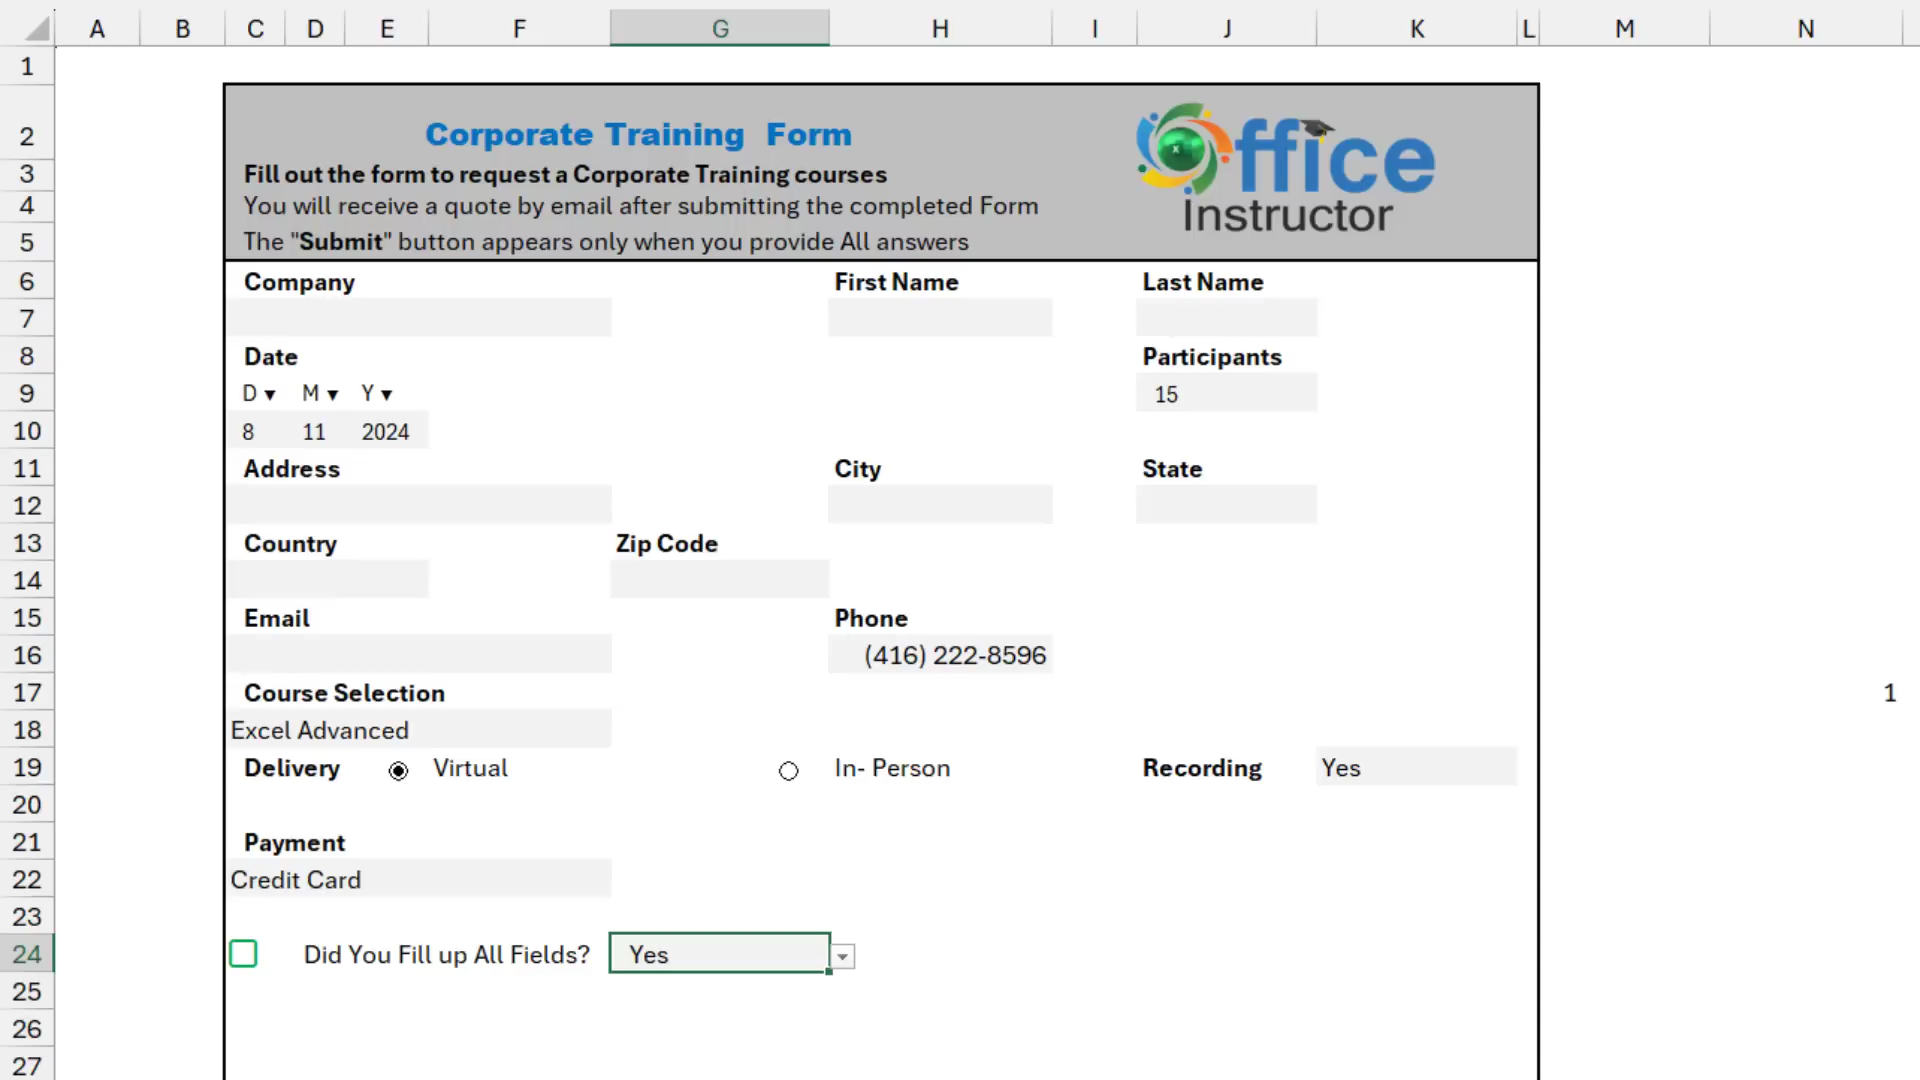 A B C D E F G H I J K L M N
1
2 Corporate Training Form
ffice
Instructor
x
3 Fill out the form to request a Corporate Training courses
4 You will receive a quote by email after submitting the completed Form
5 The "Submit" button appears only when you provide All answers
6 Company First Name Last Name
7
8 Date Participants
9 D ▼ M ▼ Y ▼ 15
10 8 11 2024
11 Address City State
12
13 Country Zip Code
14
15 Email Phone
16 (416) 222-8596
17 Course Selection 1
18 Excel Advanced
19 Delivery Virtual In- Person Recording Yes
20
21 Payment
22 Credit Card
23
24 Did You Fill up All Fields? Yes
25
26
27